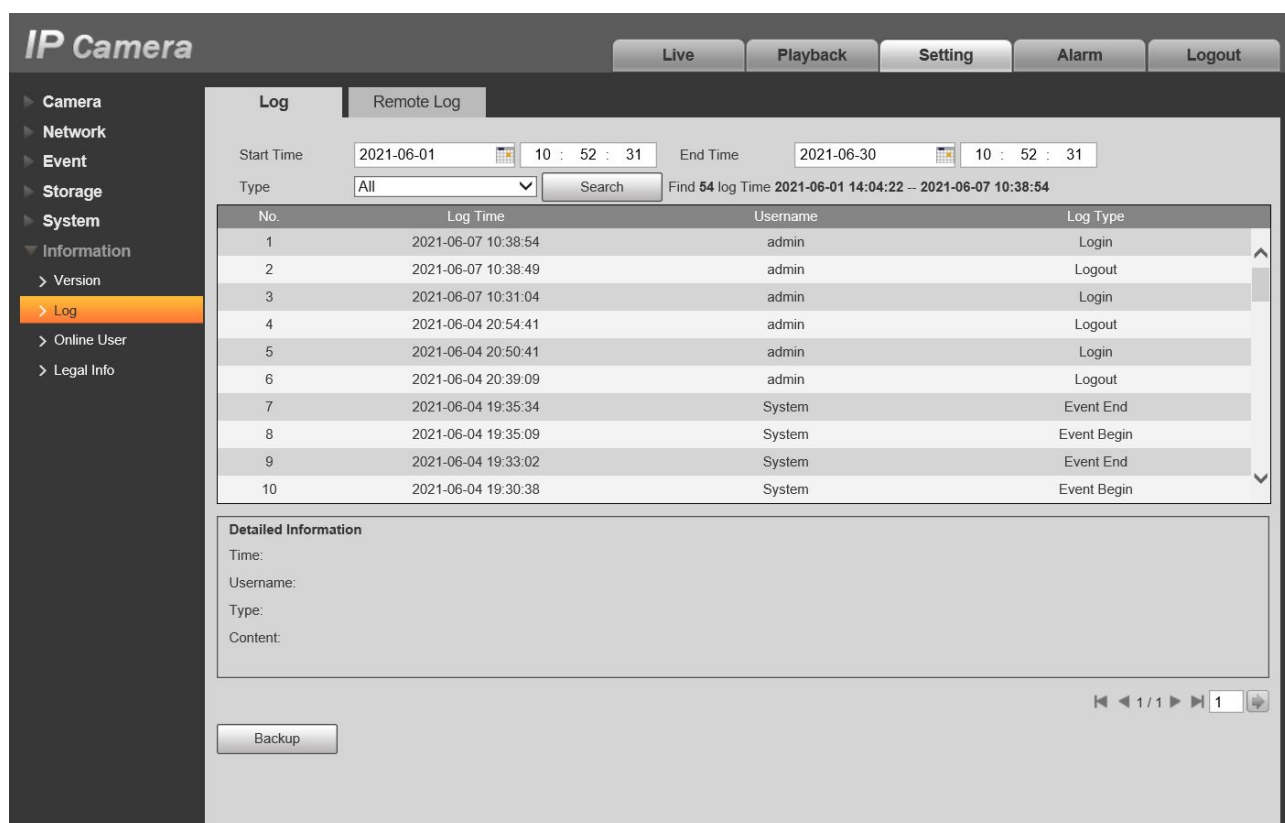 IP Camera
Live Playback Setting Alarm Logout
Camera
Network
Event
Storage
System
Information
Version
Log
Online User
Legal Info
Log Remote Log
Start Time 2021-06-01 10 : 52 : 31 End Time 2021-06-30 10 : 52 : 31
Type All Search Find 54 log Time 2021-06-01 14:04:22 -- 2021-06-07 10:38:54
No. Log Time Username Log Type
1 2021-06-07 10:38:54 admin Login
2 2021-06-07 10:38:49 admin Logout
3 2021-06-07 10:31:04 admin Login
4 2021-06-04 20:54:41 admin Logout
5 2021-06-04 20:50:41 admin Login
6 2021-06-04 20:39:09 admin Logout
7 2021-06-04 19:35:34 System Event End
8 2021-06-04 19:35:09 System Event Begin
9 2021-06-04 19:33:02 System Event End
10 2021-06-04 19:30:38 System Event Begin
Detailed Information
Time:
Username:
Type:
Content:
1 / 1 1
Backup